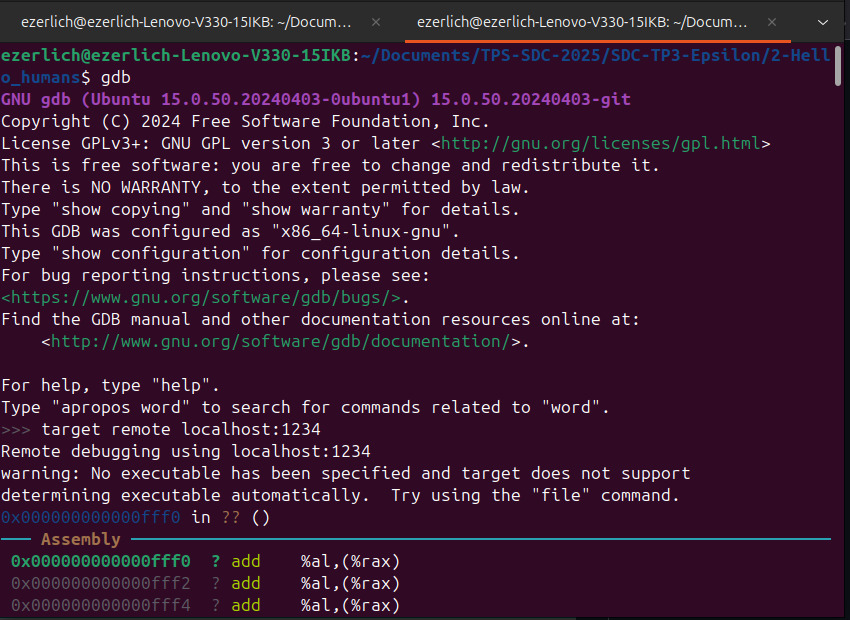 ezerlich@ezerlich-Lenovo-V330-15IKB: ~/Docum...
ezerlich@ezerlich-Lenovo-V330-15IKB: ~/Docum...
ezerlich@ezerlich-Lenovo-V330-15IKB:~/Documents/TPS-SDC-2025/SDC-TP3-Epsilon/2-Hell
o_humans$ gdb
GNU gdb (Ubuntu 15.0.50.20240403-0ubuntu1) 15.0.50.20240403-git
Copyright (C) 2024 Free Software Foundation, Inc.
License GPLv3+: GNU GPL version 3 or later <http://gnu.org/licenses/gpl.html>
This is free software: you are free to change and redistribute it.
There is NO WARRANTY, to the extent permitted by law.
Type "show copying" and "show warranty" for details.
This GDB was configured as "x86_64-linux-gnu".
Type "show configuration" for configuration details.
For bug reporting instructions, please see:
<https://www.gnu.org/software/gdb/bugs/>.
Find the GDB manual and other documentation resources online at:
    <http://www.gnu.org/software/gdb/documentation/>.

For help, type "help".
Type "apropos word" to search for commands related to "word".
>>> target remote localhost:1234
Remote debugging using localhost:1234
warning: No executable has been specified and target does not support
determining executable automatically.  Try using the "file" command.
0x000000000000fff0 in ?? ()
Assembly
0x000000000000fff0  ? add    %al,(%rax)
0x000000000000fff2  ? add    %al,(%rax)
0x000000000000fff4  ? add    %al,(%rax)